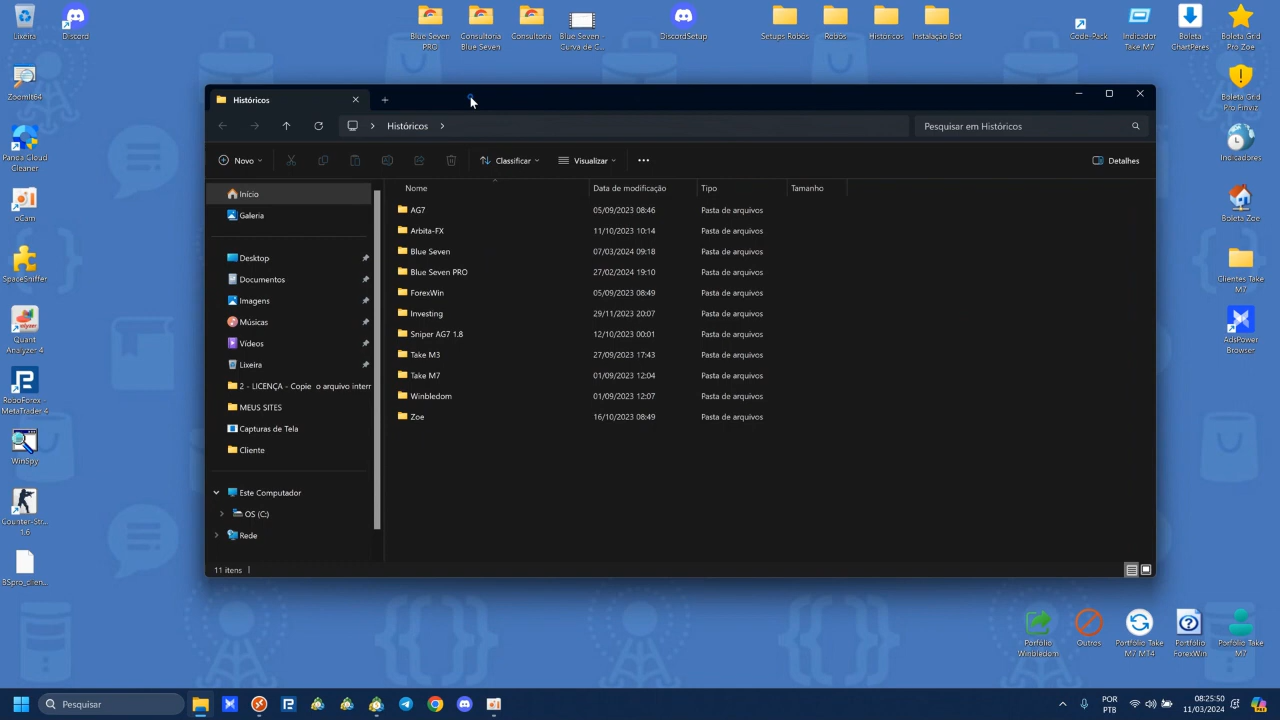 Lixeira
Discord
Blue Seven
PRO
Consultoria
Blue Seven
Consultoria
Blue Seven -
Curva de C...
DiscordSetup
Setups Robôs
Robôs
Históricos
Instalação Bot
Code-Pack
Indicador
Take M7
Boleta
ChartPeres
Boleta Grid
Pro Zoe
ZoomIt64
Boleta Grid
Pro Finviz
Panda Cloud
Cleaner
Indicadores
oCam
Boleta Zoe
SpaceSniffer
Clientes Take
M7
Quant
Analyzer 4
AdsPower
Browser
RoboForex -
MetaTrader 4
WinSpy
Counter-Str...
1.6
BSpro_clien...
Históricos
Históricos
Pesquisar em Históricos
Novo
Classificar
Visualizar
Detalhes
Início
Galeria
Desktop
Documentos
Imagens
Músicas
Vídeos
Lixeira
2 - LICENÇA - Copie o arquivo interr
MEUS SITES
Capturas de Tela
Cliente
Este Computador
OS (C:)
Rede
Nome Data de modificação Tipo Tamanho
AG7 05/09/2023 08:46 Pasta de arquivos
Arbita-FX 11/10/2023 10:14 Pasta de arquivos
Blue Seven 07/03/2024 09:18 Pasta de arquivos
Blue Seven PRO 27/02/2024 19:10 Pasta de arquivos
ForexWin 05/09/2023 08:49 Pasta de arquivos
Investing 29/11/2023 20:07 Pasta de arquivos
Sniper AG7 1.8 12/10/2023 00:01 Pasta de arquivos
Take M3 27/09/2023 17:43 Pasta de arquivos
Take M7 01/09/2023 12:04 Pasta de arquivos
Winbledom 01/09/2023 12:07 Pasta de arquivos
Zoe 16/10/2023 08:49 Pasta de arquivos
11 itens
Portfólio
Winbledom
Outros
Portfólio Take
M7 MT4
Portfólio
ForexWin
Portfólio Take
M7
Pesquisar
POR
PTB
08:25:50
11/03/2024